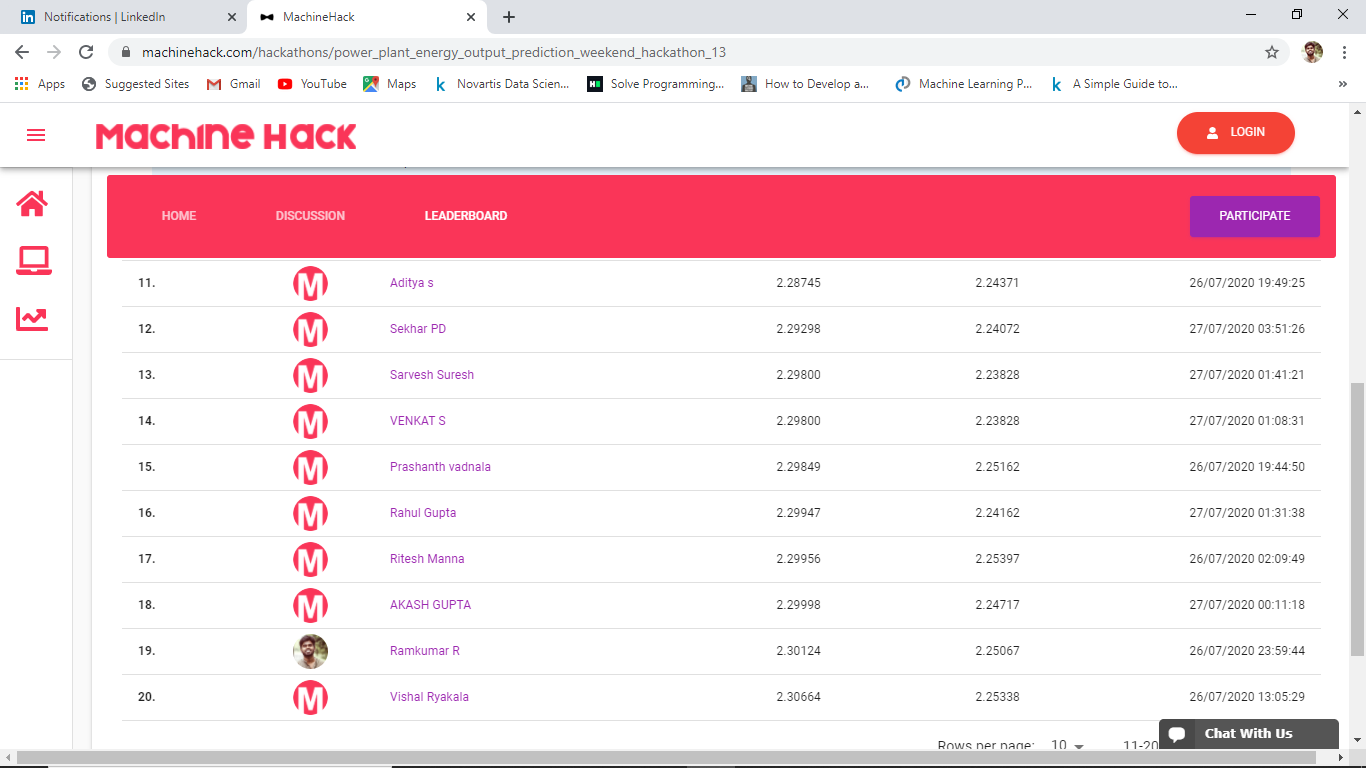 Notifications | LinkedIn
MachineHack
machinehack.com/hackathons/power_plant_energy_output_prediction_weekend_hackathon_13
Apps Suggested Sites Gmail YouTube Maps Novartis Data Scien... Solve Programming... How to Develop a... Machine Learning P... A Simple Guide to...
MACHINE HACK
LOGIN
HOME DISCUSSION LEADERBOARD PARTICIPATE
11. M Aditya s 2.28745 2.24371 26/07/2020 19:49:25
12. M Sekhar PD 2.29298 2.24072 27/07/2020 03:51:26
13. M Sarvesh Suresh 2.29800 2.23828 27/07/2020 01:41:21
14. M VENKAT S 2.29800 2.23828 27/07/2020 01:08:31
15. M Prashanth vadnala 2.29849 2.25162 26/07/2020 19:44:50
16. M Rahul Gupta 2.29947 2.24162 27/07/2020 01:31:38
17. M Ritesh Manna 2.29956 2.25397 26/07/2020 02:09:49
18. M AKASH GUPTA 2.29998 2.24717 27/07/2020 00:11:18
19. Ramkumar R 2.30124 2.25067 26/07/2020 23:59:44
20. M Vishal Ryakala 2.30664 2.25338 26/07/2020 13:05:29
Rows per page: 10 11-20
Chat With Us